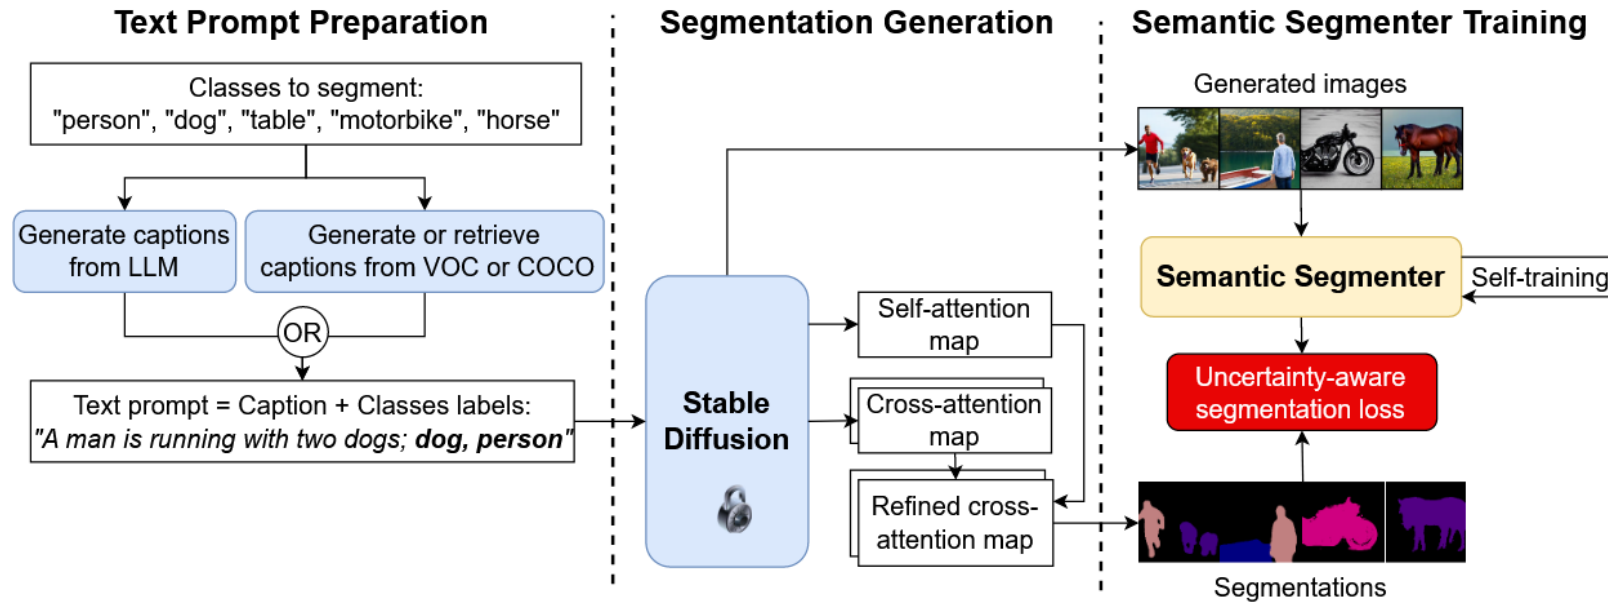 Text Prompt Preparation
Classes to segment:
"person", "dog", "table", "motorbike", "horse"
Generate captions
from LLM
Generate or retrieve
captions from VOC or COCO
OR
Text prompt = Caption + Classes labels:
"A man is running with two dogs; dog, person"
Segmentation Generation
Stable
Diffusion
Self-attention
map
Cross-attention
map
Refined cross-
attention map
Semantic Segmenter Training
Generated images
Semantic Segmenter
Self-training
Uncertainty-aware
segmentation loss
Segmentations